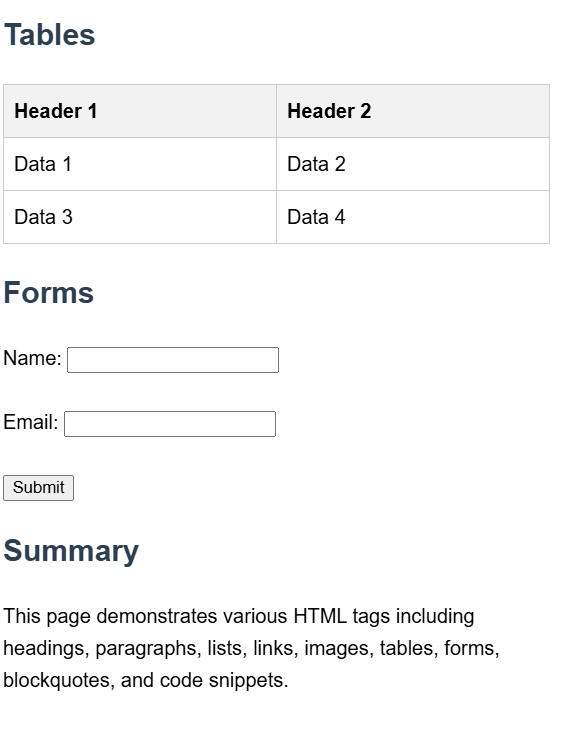 Tables
Header 1 Header 2
Data 1 Data 2
Data 3 Data 4
Forms
Name:
Email:
Submit
Summary
This page demonstrates various HTML tags including
headings, paragraphs, lists, links, images, tables, forms,
blockquotes, and code snippets.